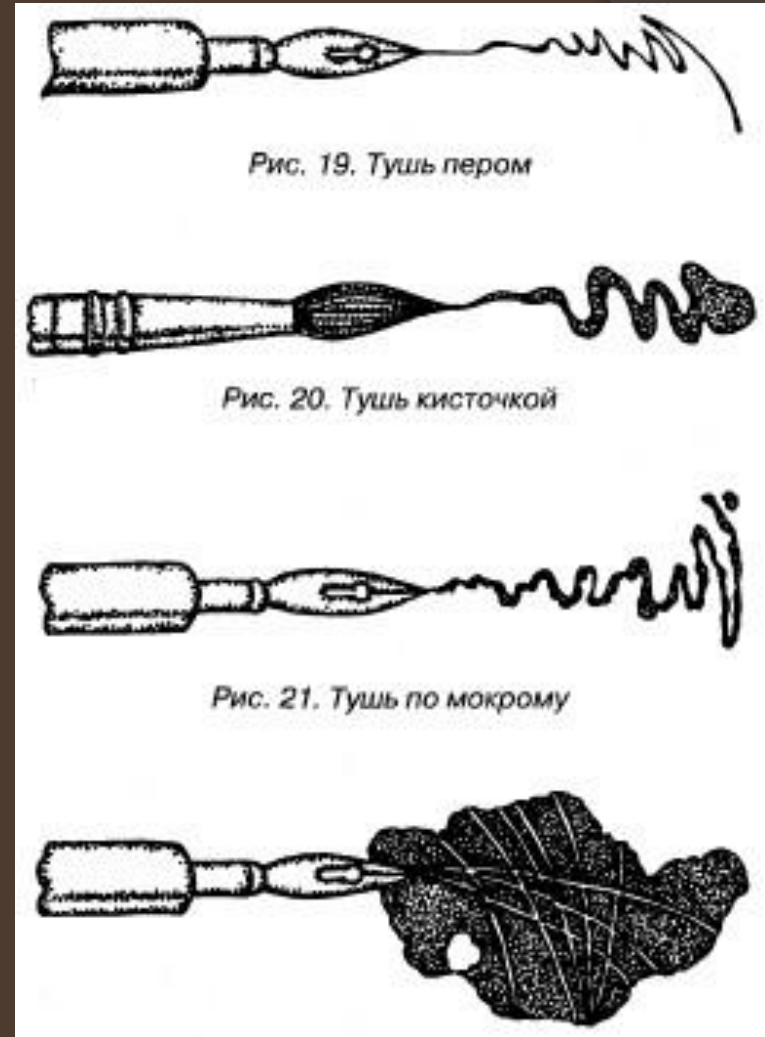 Рис. 19. Тушь пером
Рис. 20. Тушь кисточкой
Рис. 21. Тушь по мокрому